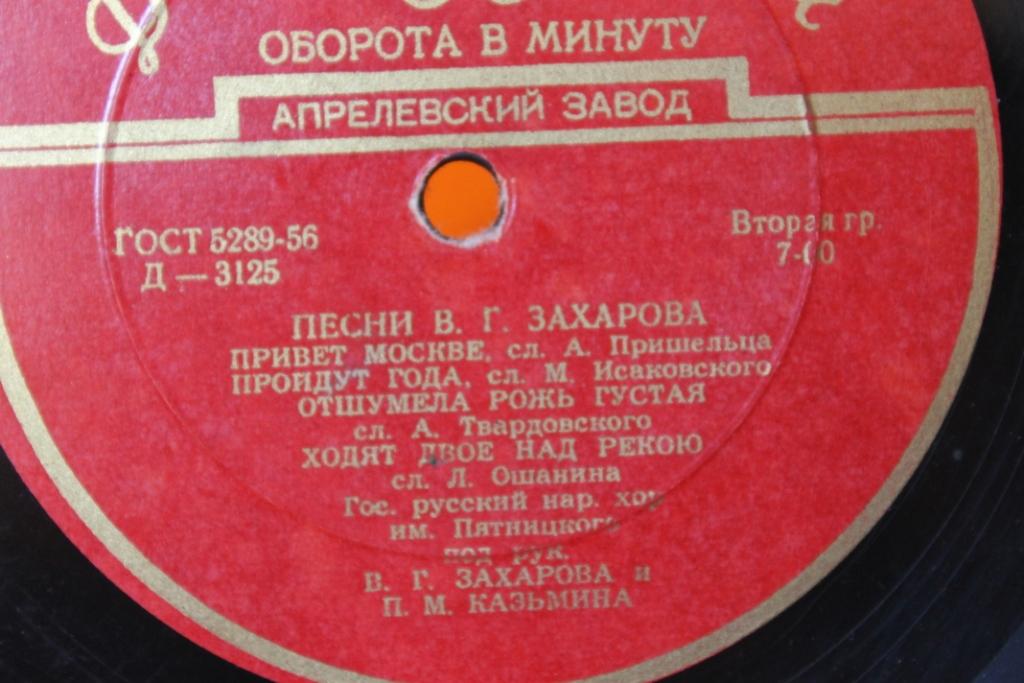 ОБОРОТА В МИНУТУ
АПРЕЛЕВСКИЙ ЗАВОД
ГОСТ 5289-56
Д — 3125
Вторая гр.
7-00
ПЕСНИ В. Г. ЗАХАРОВА
ПРИВЕТ МОСКВЕ, сл. А. Пришельца
ПРОЙДУТ ГОДА, сл. М. Исаковского
ОТШУМЕЛА РОЖЬ ГУСТАЯ
сл. А. Твардовского
ХОДЯТ ДВОЕ НАД РЕКОЮ
сл. Л. Ошанина
Гос. русский нар. хор
им. Пятницкого
под рук.
В. Г. ЗАХАРОВА и
П. М. КАЗЬМИНА